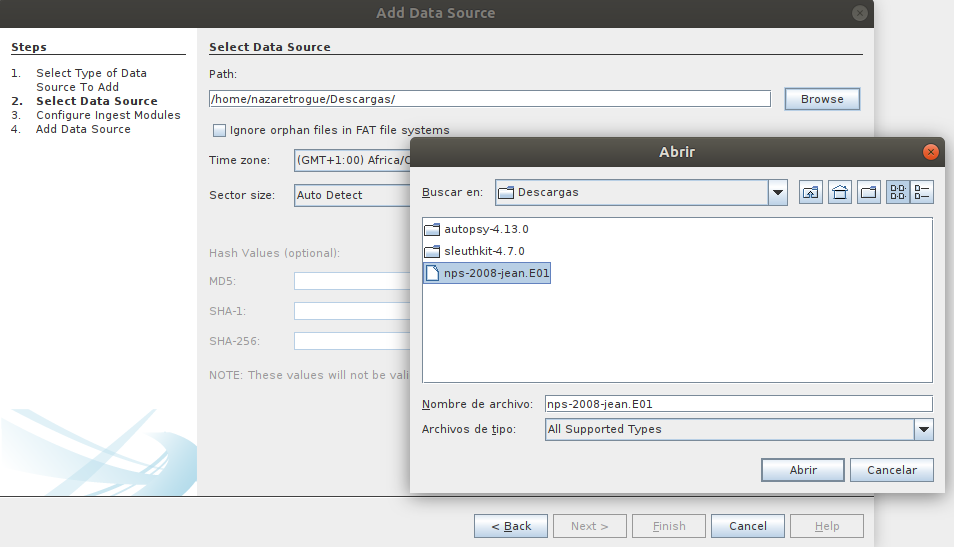 Add Data Source
Steps
1. Select Type of Data
Source To Add
2. Select Data Source
3. Configure Ingest Modules
4. Add Data Source
Select Data Source
Path:
/home/nazaretrogue/Descargas/
Browse
Ignore orphan files in FAT file systems
Time zone:
(GMT+1:00) Africa/
Sector size:
Auto Detect
Hash Values (optional):
MD5:
SHA-1:
SHA-256:
NOTE: These values will not be vali
Abrir
Buscar en:
Descargas
autopsy-4.13.0
sleuthkit-4.7.0
nps-2008-jean.E01
Nombre de archivo:
nps-2008-jean.E01
Archivos de tipo:
All Supported Types
Abrir
Cancelar
< Back
Next >
Finish
Cancel
Help